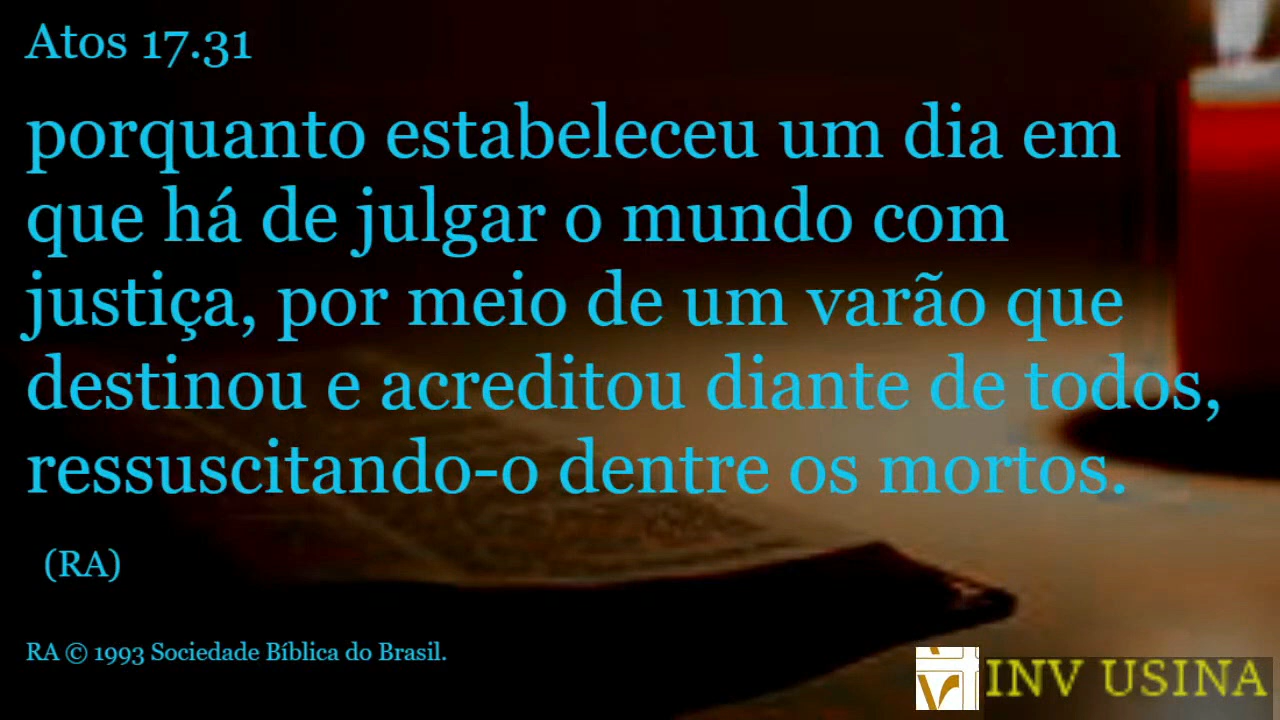 Atos 17.31
porquanto estabeleceu um dia em
que há de julgar o mundo com
justiça, por meio de um varão que
destinou e acreditou diante de todos,
ressuscitando-o dentre os mortos.
(RA)
RA © 1993 Sociedade Bíblica do Brasil.
INV USINA